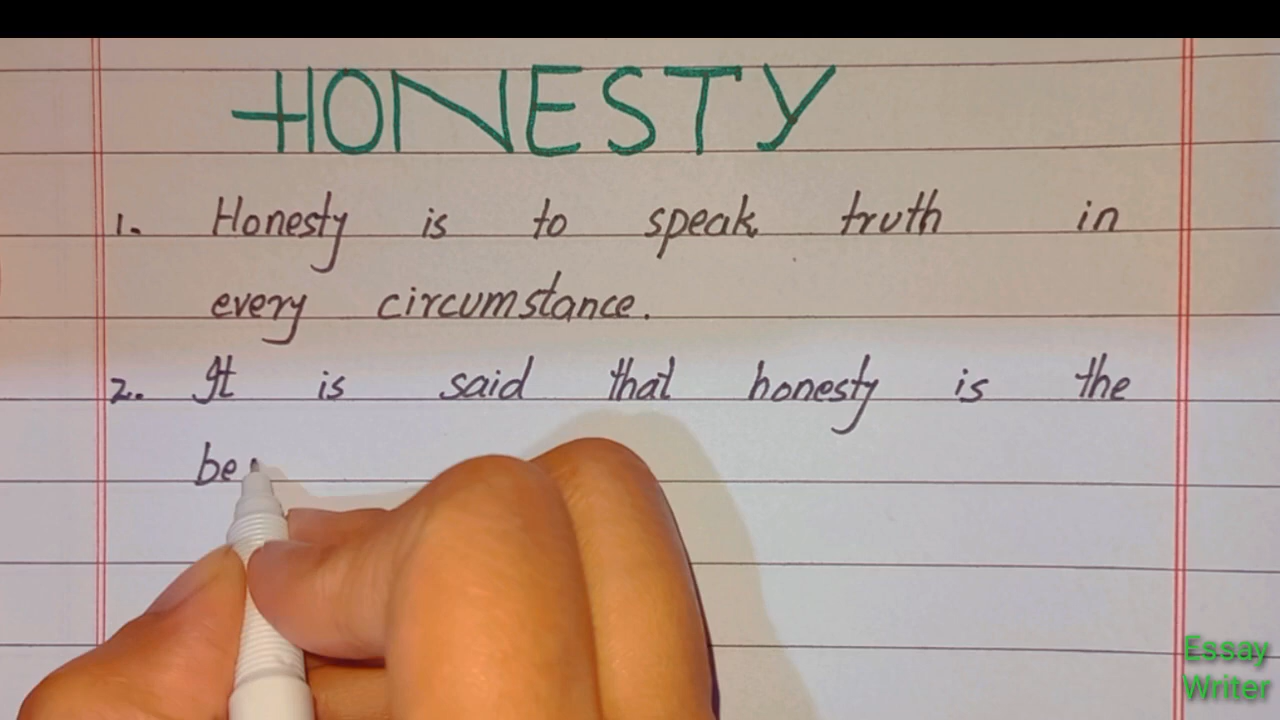 HONESTY
1. Honesty is to speak truth in
every circumstance.
2. It is said that honesty is the
be
Essay
Writer